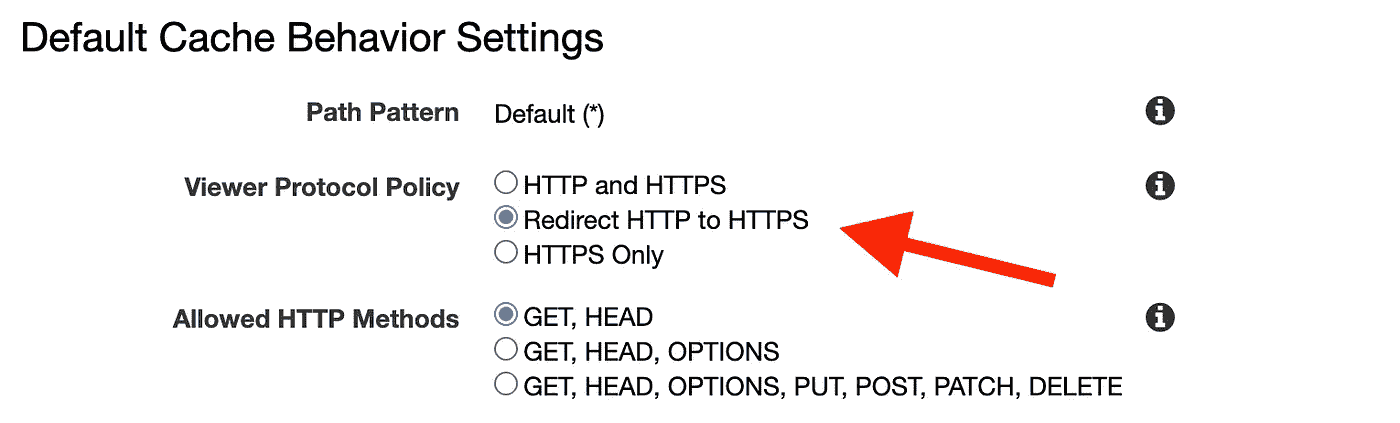 Default Cache Behavior Settings
Path Pattern Default (*)
Viewer Protocol Policy HTTP and HTTPS
Redirect HTTP to HTTPS
HTTPS Only
Allowed HTTP Methods GET, HEAD
GET, HEAD, OPTIONS
GET, HEAD, OPTIONS, PUT, POST, PATCH, DELETE